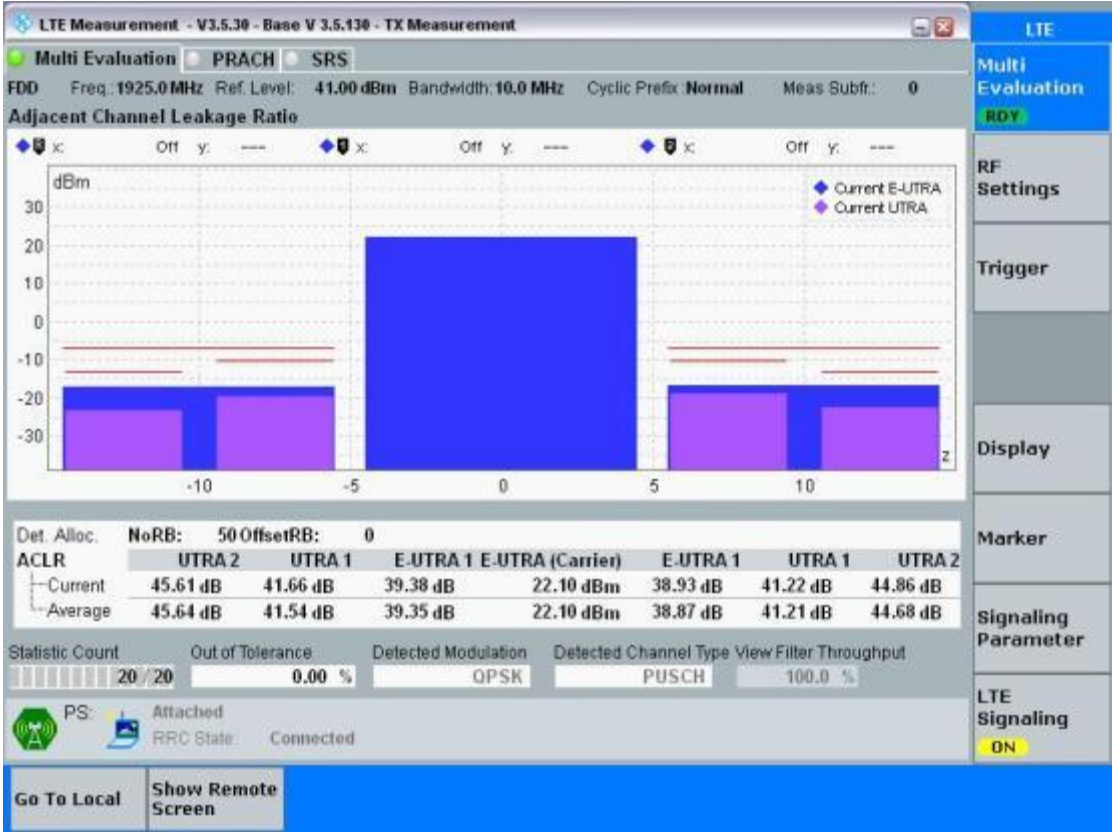 LTE Measurement - V3.5.30 - Base V 3.5.130 - TX Measurement
Multi Evaluation PRACH SRS
FDD Freq.: 1925.0 MHz Ref. Level: 41.00 dBm Bandwidth: 10.0 MHz Cyclic Prefix: Normal Meas Subfr.: 0
Adjacent Channel Leakage Ratio
x: Off y: --- x: Off y: --- x: Off y: ---
dBm
Current E-UTRA
Current UTRA
30
20
10
0
-10
-20
-30
z
-10 -5 0 5 10
Det. Alloc. NoRB: 50 OffsetRB: 0
ACLR UTRA 2 UTRA 1 E-UTRA 1 E-UTRA (Carrier) E-UTRA 1 UTRA 1 UTRA 2
Current 45.61 dB 41.66 dB 39.38 dB 22.10 dBm 38.93 dB 41.22 dB 44.86 dB
Average 45.64 dB 41.54 dB 39.35 dB 22.10 dBm 38.87 dB 41.21 dB 44.68 dB
Statistic Count Out of Tolerance Detected Modulation Detected Channel Type View Filter Throughput
20 / 20 0.00 % QPSK PUSCH 100.0 %
PS: Attached
RRC State: Connected
LTE
Multi
Evaluation
RDY
RF
Settings
Trigger
Display
Marker
Signaling
Parameter
LTE
Signaling
ON
Go To Local
Show Remote
Screen